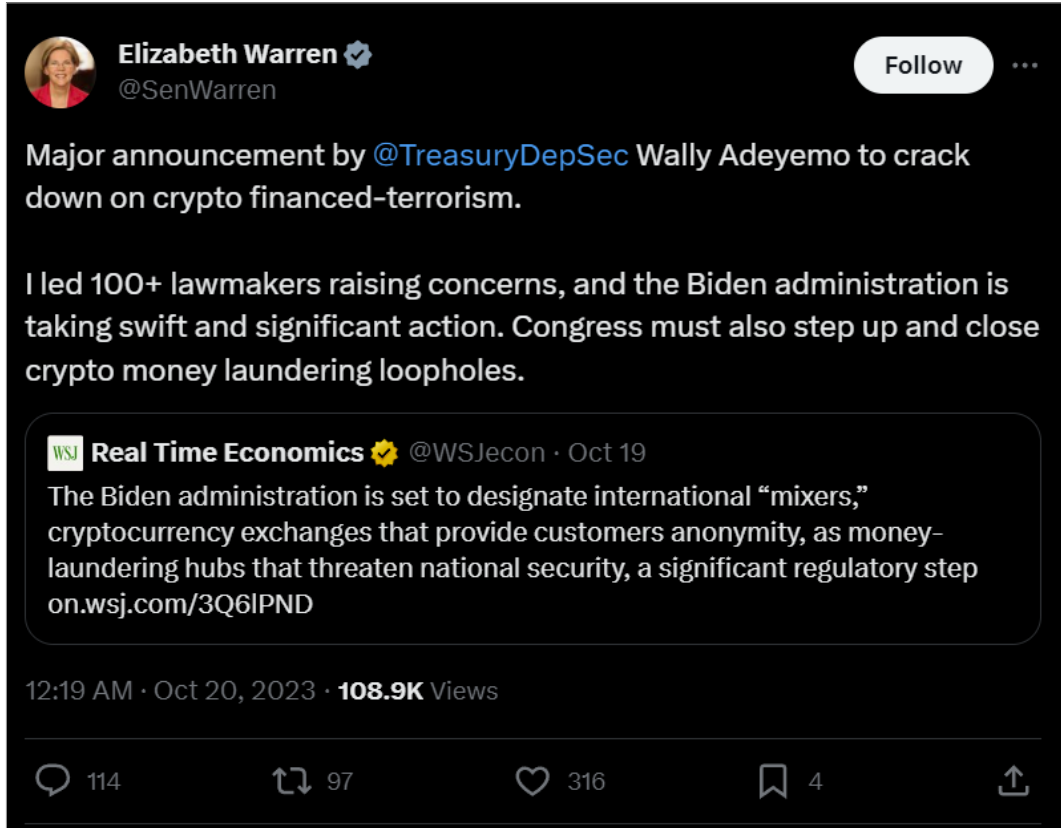 Elizabeth Warren
@SenWarren
Follow
Major announcement by @TreasuryDepSec Wally Adeyemo to crack
down on crypto financed-terrorism.
I led 100+ lawmakers raising concerns, and the Biden administration is
taking swift and significant action. Congress must also step up and close
crypto money laundering loopholes.
WSJ Real Time Economics @WSJecon · Oct 19
The Biden administration is set to designate international “mixers,”
cryptocurrency exchanges that provide customers anonymity, as money-
laundering hubs that threaten national security, a significant regulatory step
on.wsj.com/3Q6lPND
12:19 AM · Oct 20, 2023 · 108.9K Views
114 97 316 4